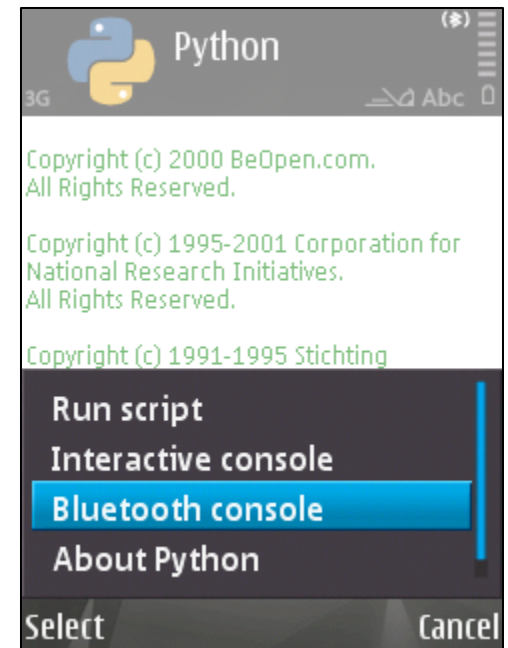 Python
3G
Abc
Copyright (c) 2000 BeOpen.com.
All Rights Reserved.
Copyright (c) 1995-2001 Corporation for
National Research Initiatives.
All Rights Reserved.
Copyright (c) 1991-1995 Stichting
Run script
Interactive console
Bluetooth console
About Python
Select Cancel